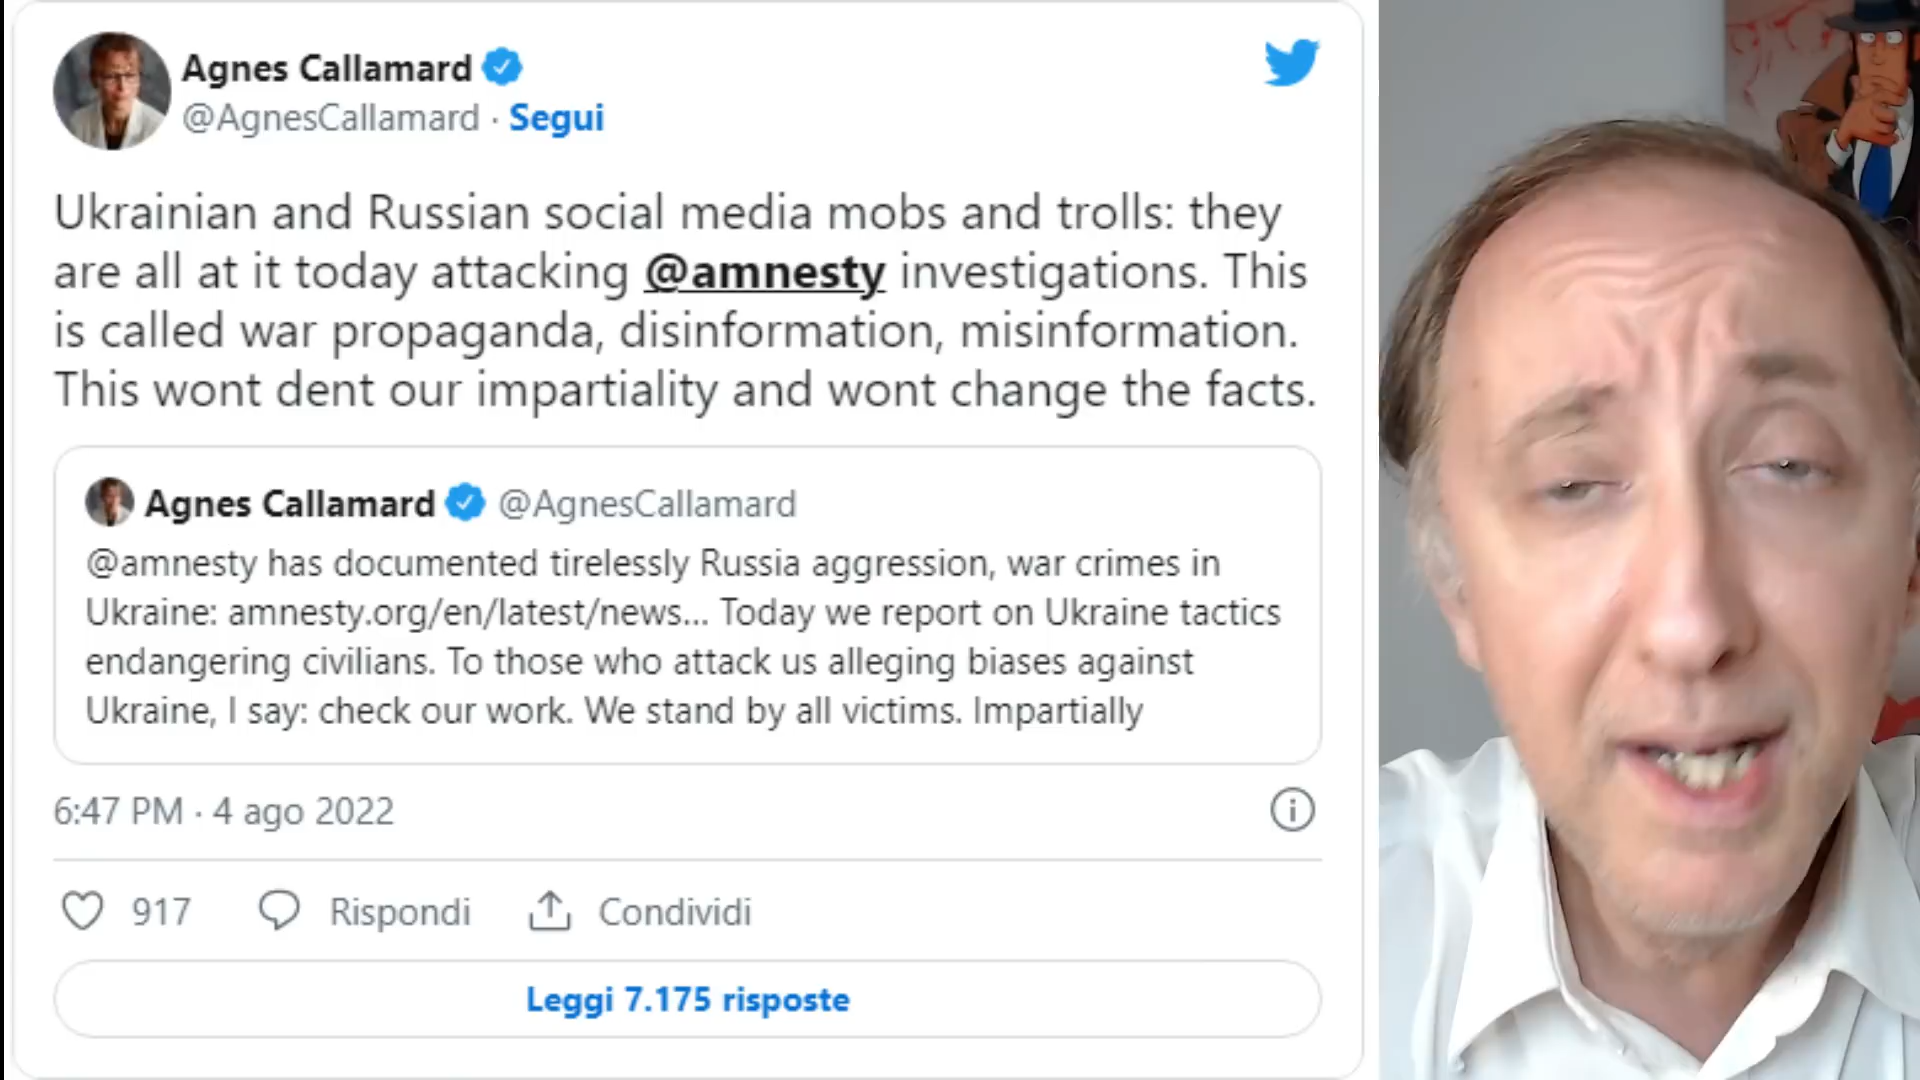 Agnes Callamard
@AgnesCallamard · Segui
Ukrainian and Russian social media mobs and trolls: they
are all at it today attacking @amnesty investigations. This
is called war propaganda, disinformation, misinformation.
This wont dent our impartiality and wont change the facts.
Agnes Callamard @AgnesCallamard
@amnesty has documented tirelessly Russia aggression, war crimes in
Ukraine: amnesty.org/en/latest/news... Today we report on Ukraine tactics
endangering civilians. To those who attack us alleging biases against
Ukraine, I say: check our work. We stand by all victims. Impartially
6:47 PM · 4 ago 2022
917 Rispondi Condividi
Leggi 7.175 risposte